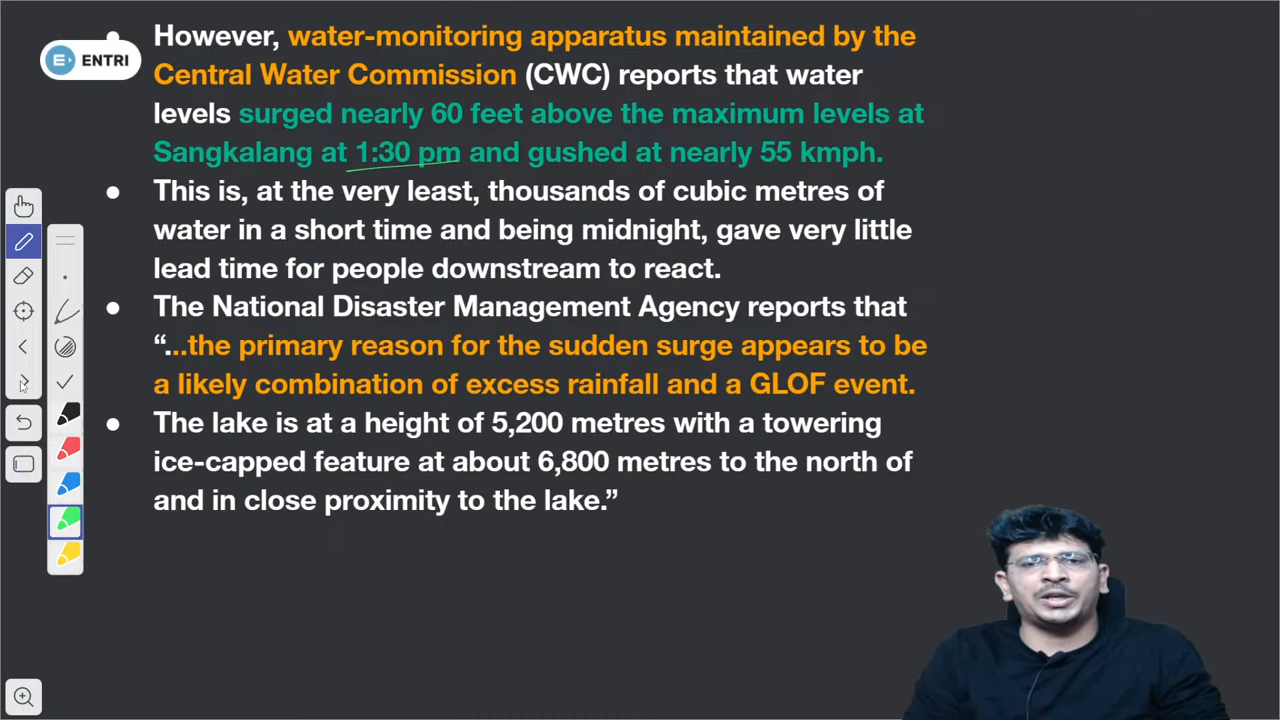 However, water-monitoring apparatus maintained by the
ENTRI
Central Water Commission (CWC) reports that water
levels surged nearly 60 feet above the maximum levels at
Sangkalang at 1:30 pm and gushed at nearly 55 kmph.
● This is, at the very least, thousands of cubic metres of
water in a short time and being midnight, gave very little
lead time for people downstream to react.
● The National Disaster Management Agency reports that
“...the primary reason for the sudden surge appears to be
a likely combination of excess rainfall and a GLOF event.
● The lake is at a height of 5,200 metres with a towering
ice-capped feature at about 6,800 metres to the north of
and in close proximity to the lake.”